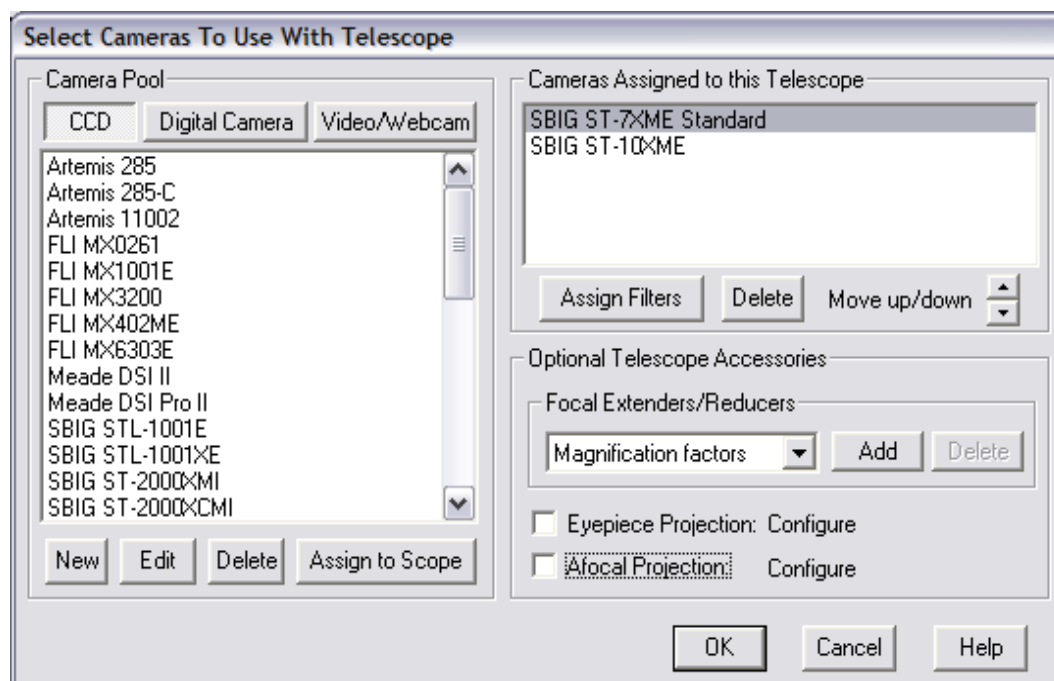 Select Cameras To Use With Telescope
Camera Pool
CCD
Digital Camera
Video/Webcam
Artemis 285
Artemis 285-C
Artemis 11002
FLI MX0261
FLI MX1001E
FLI MX3200
FLI MX402ME
FLI MX6303E
Meade DSI II
Meade DSI Pro II
SBIG STL-1001E
SBIG STL-1001XE
SBIG ST-2000XMI
SBIG ST-2000XCMI
New
Edit
Delete
Assign to Scope
Cameras Assigned to this Telescope
SBIG ST-7XME Standard
SBIG ST-10XME
Assign Filters
Delete
Move up/down
Optional Telescope Accessories
Focal Extenders/Reducers
Magnification factors
Add
Delete
Eyepiece Projection: Configure
Afocal Projection: Configure
OK
Cancel
Help